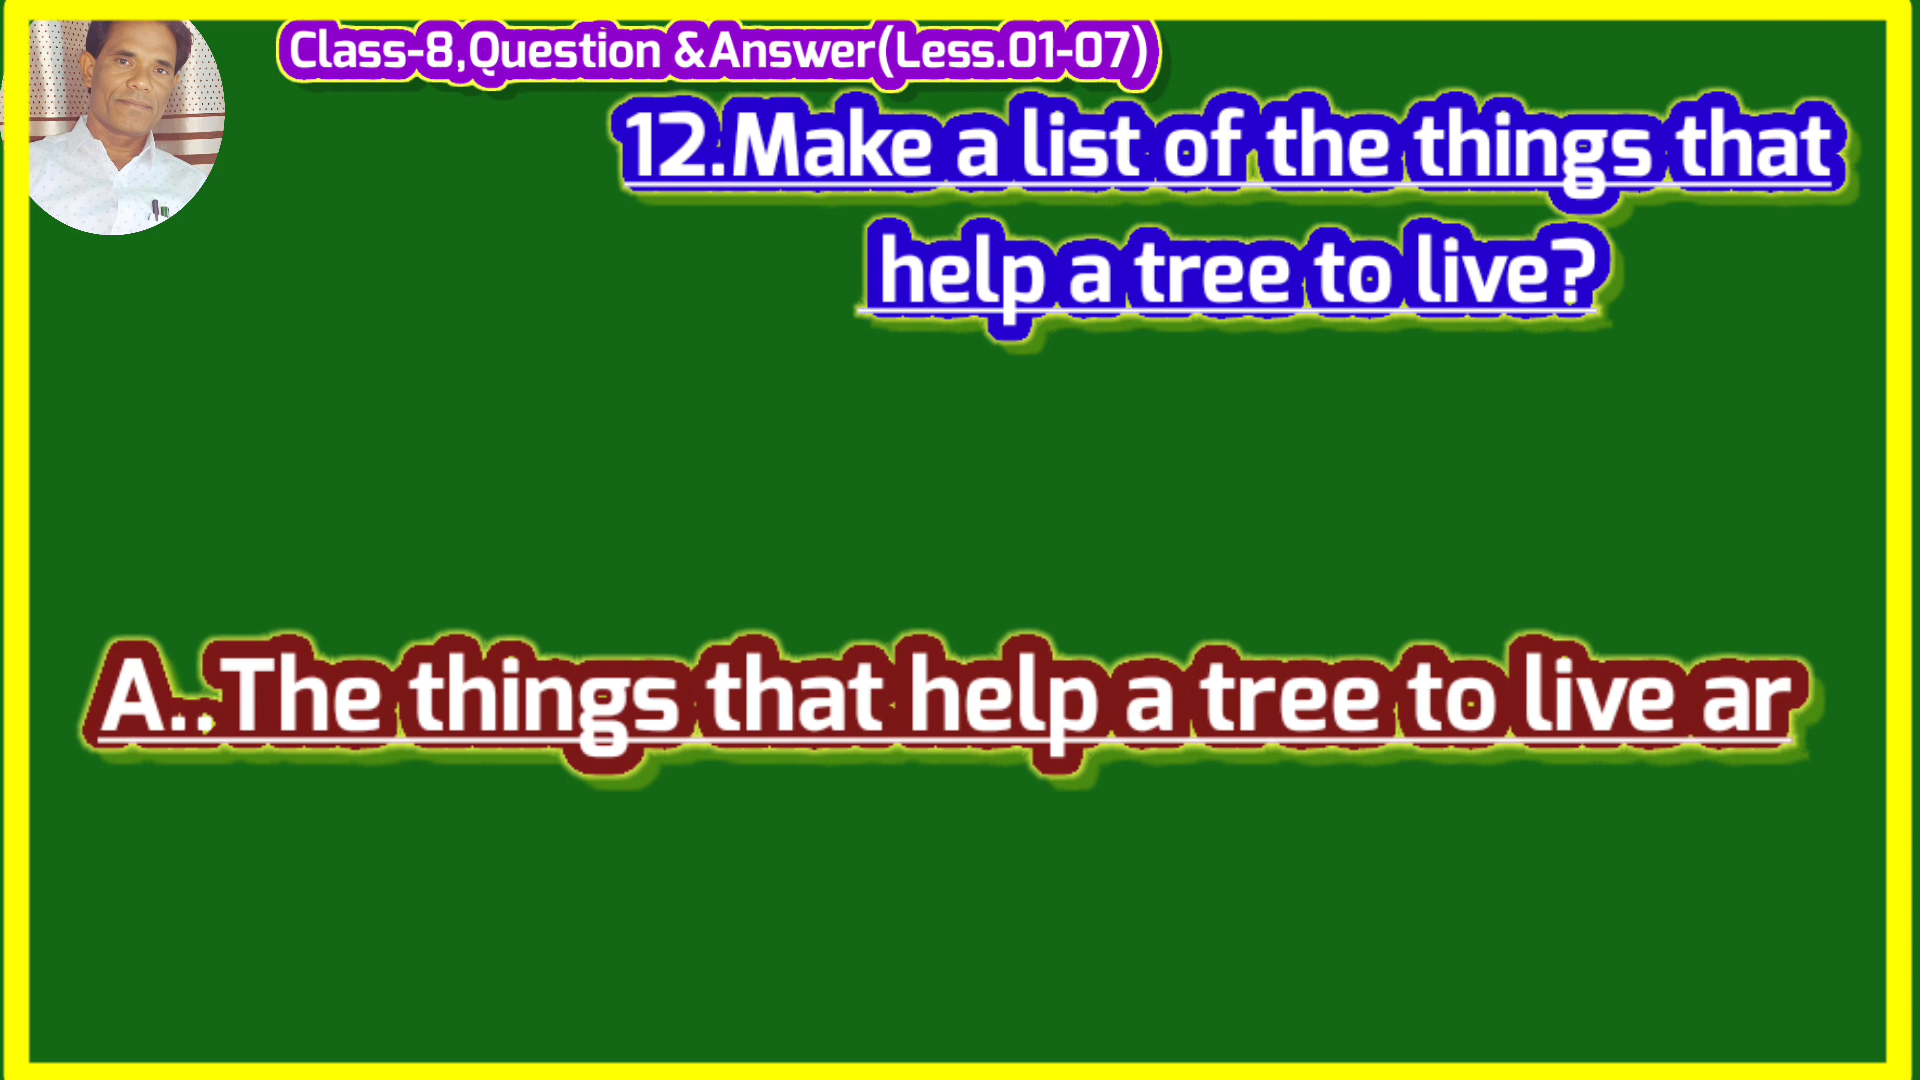 Class-8,Question &Answer(Less.01-07)
12.Make a list of the things that
help a tree to live?
A..The things that help a tree to live ar